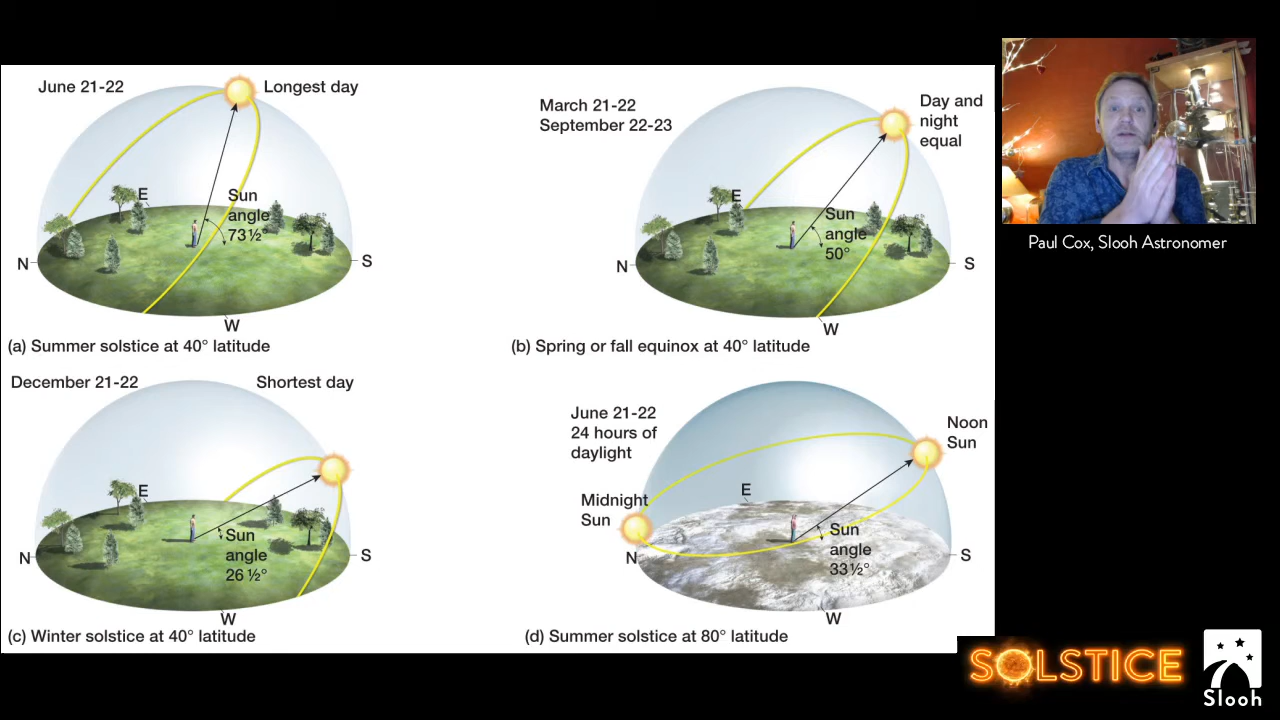 June 21-22
Longest day
E
Sun
angle
73½°
N
S
W
(a) Summer solstice at 40° latitude
March 21-22
September 22-23
Day and
night
equal
E
Sun
angle
50°
N
S
W
(b) Spring or fall equinox at 40° latitude
December 21-22
Shortest day
E
Sun
angle
26½°
N
S
W
(c) Winter solstice at 40° latitude
June 21-22
24 hours of
daylight
Noon
Sun
Midnight
Sun
E
Sun
angle
33½°
N
S
W
(d) Summer solstice at 80° latitude
Paul Cox, Slooh Astronomer
SOLSTICE
Slooh